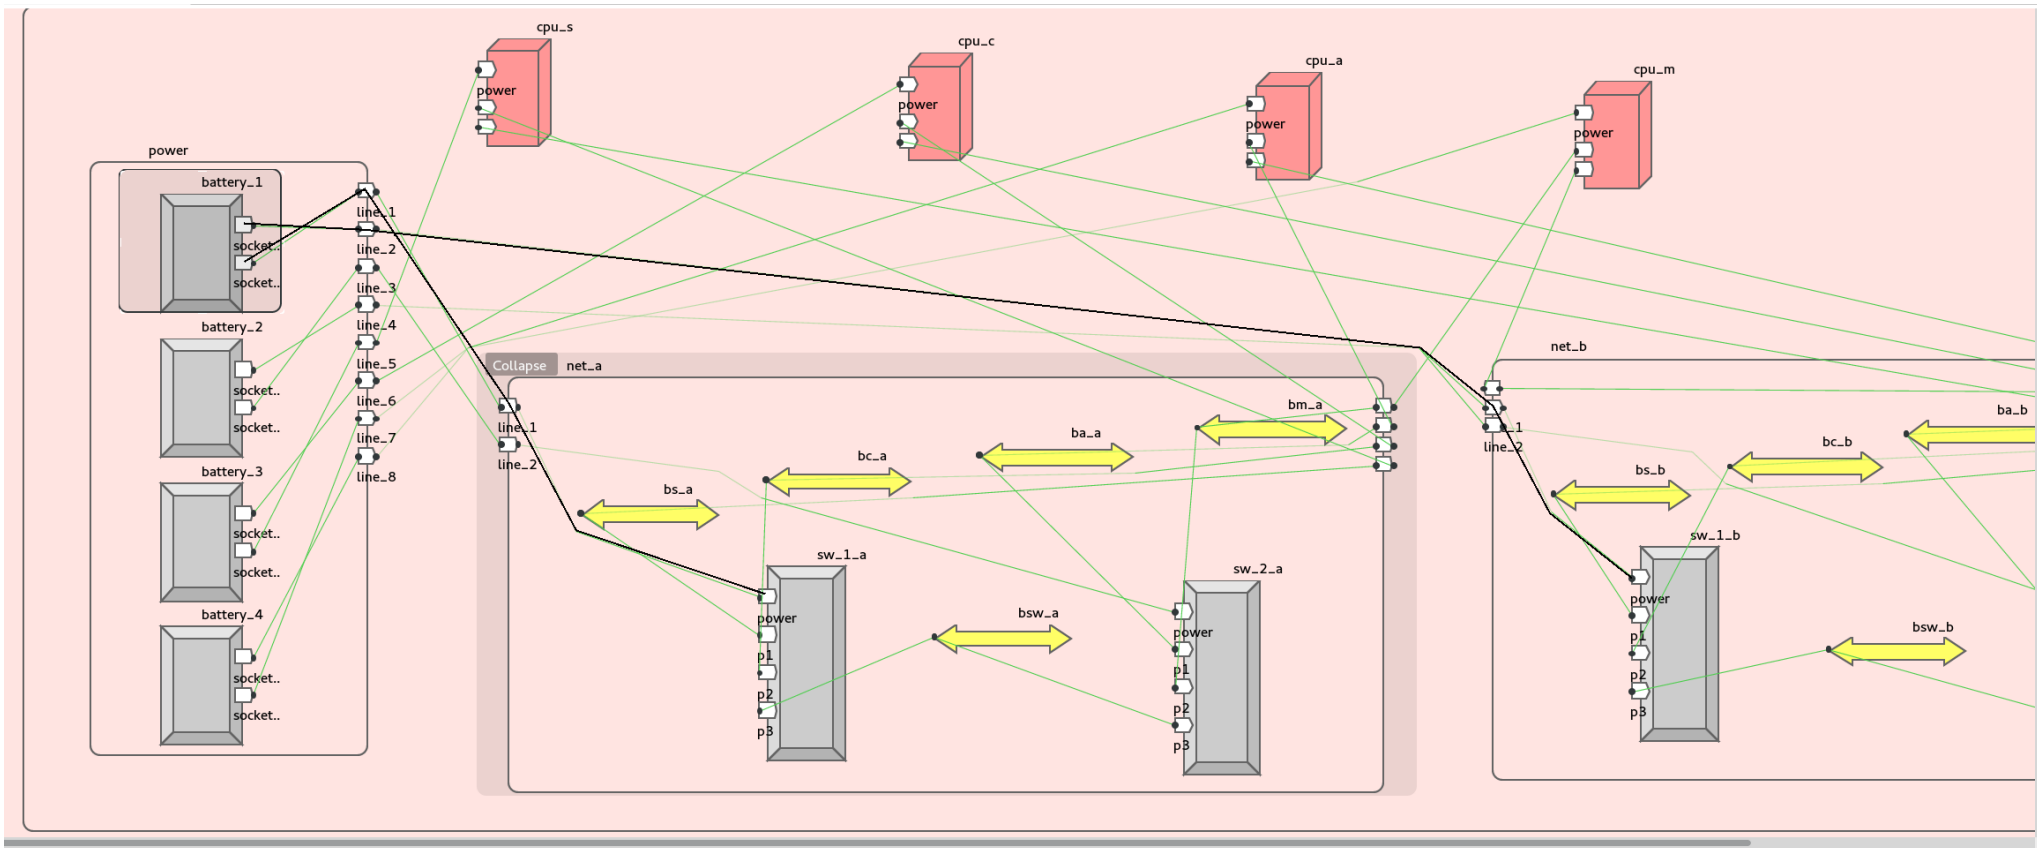 cpu_s
power
cpu_c
power
cpu_a
power
cpu_m
power
power
battery_1
socket..
socket..
battery_2
socket..
socket..
battery_3
socket..
socket..
battery_4
socket..
socket..
line_1
line_2
line_3
line_4
line_5
line_6
line_7
line_8
Collapse
net_a
line_1
line_2
bm_a
ba_a
bc_a
bs_a
sw_1_a
power
p1
p2
p3
bsw_a
sw_2_a
power
p1
p2
p3
net_b
_1
line_2
ba_b
bc_b
bs_b
sw_1_b
power
p1
p2
p3
bsw_b